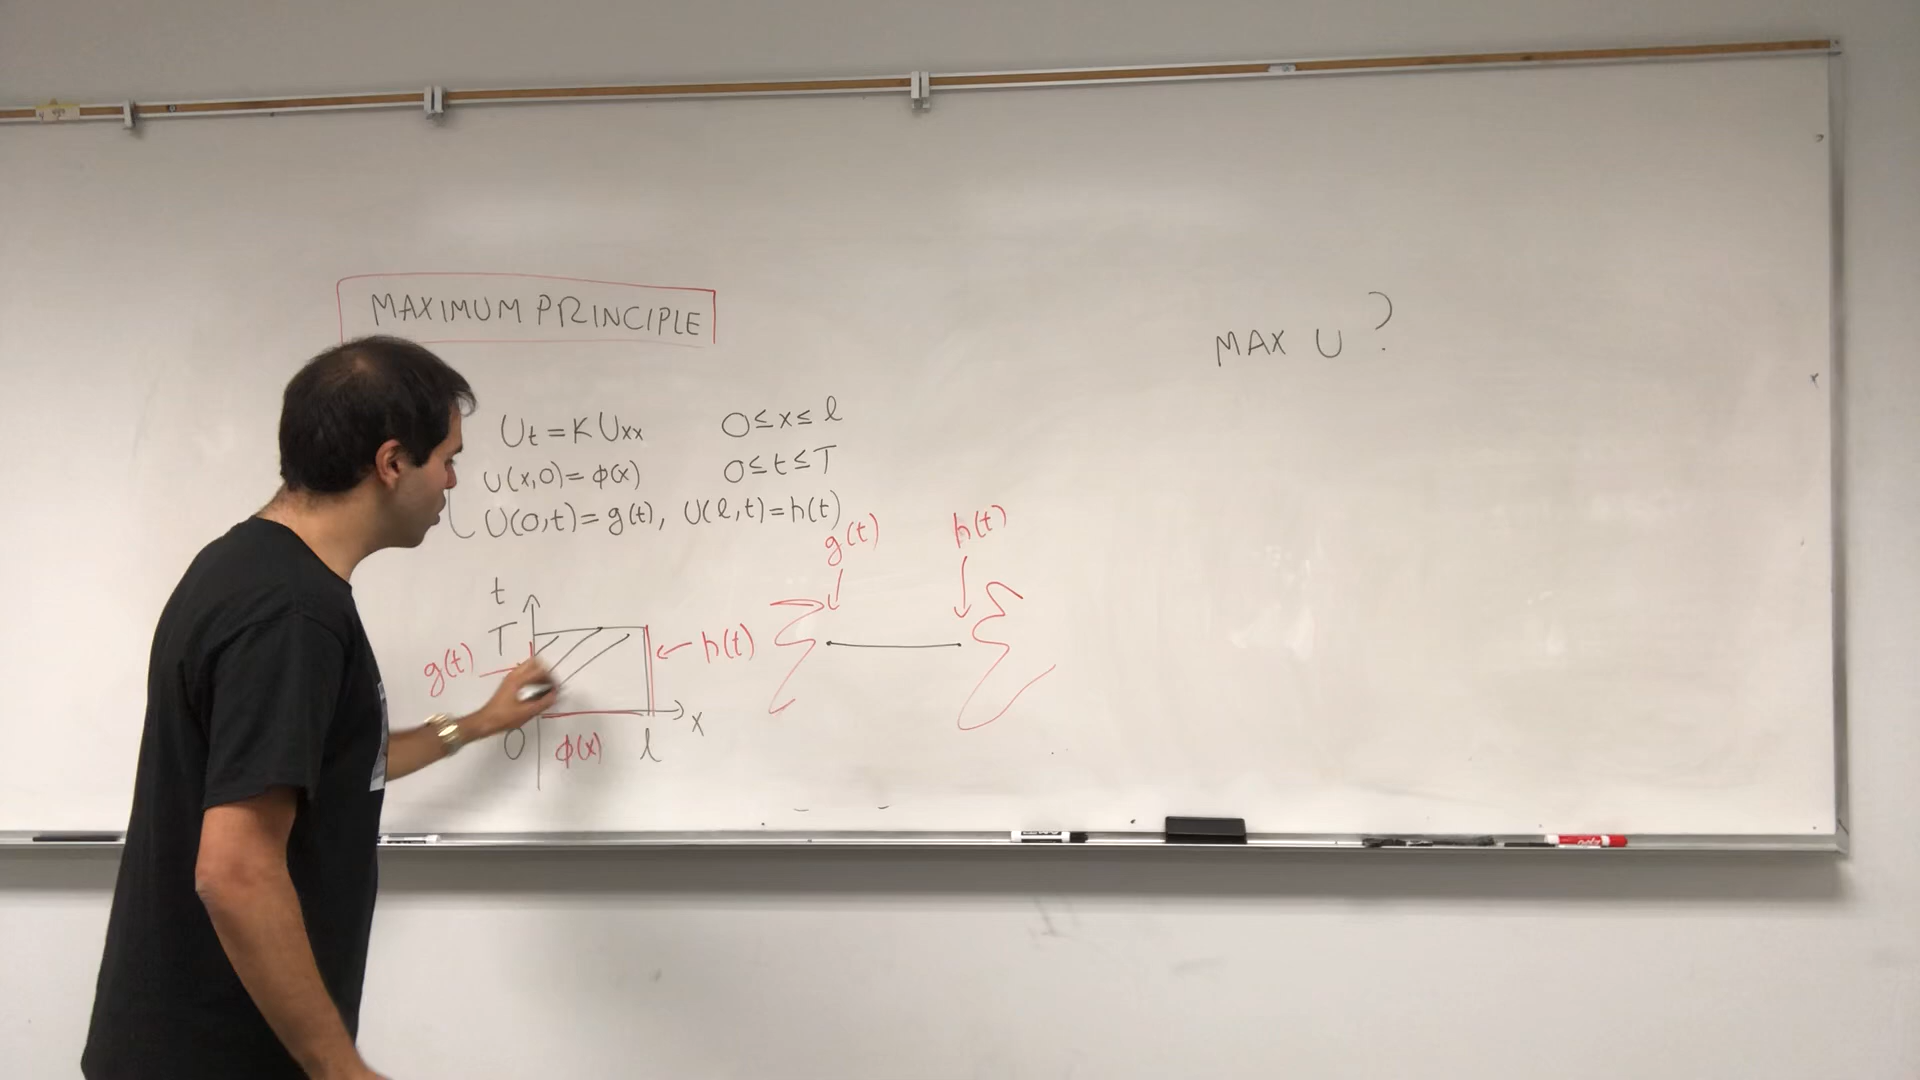 MAXIMUM PRINCIPLE
MAX U ?
Ut = K Uxx 0 ≤ x ≤ l
U(x,0) = φ(x) 0 ≤ t ≤ T
U(0,t) = g(t), U(l,t) = h(t)
g(t) h(t)
t
T
g(t) h(t)
x
0 φ(x) l